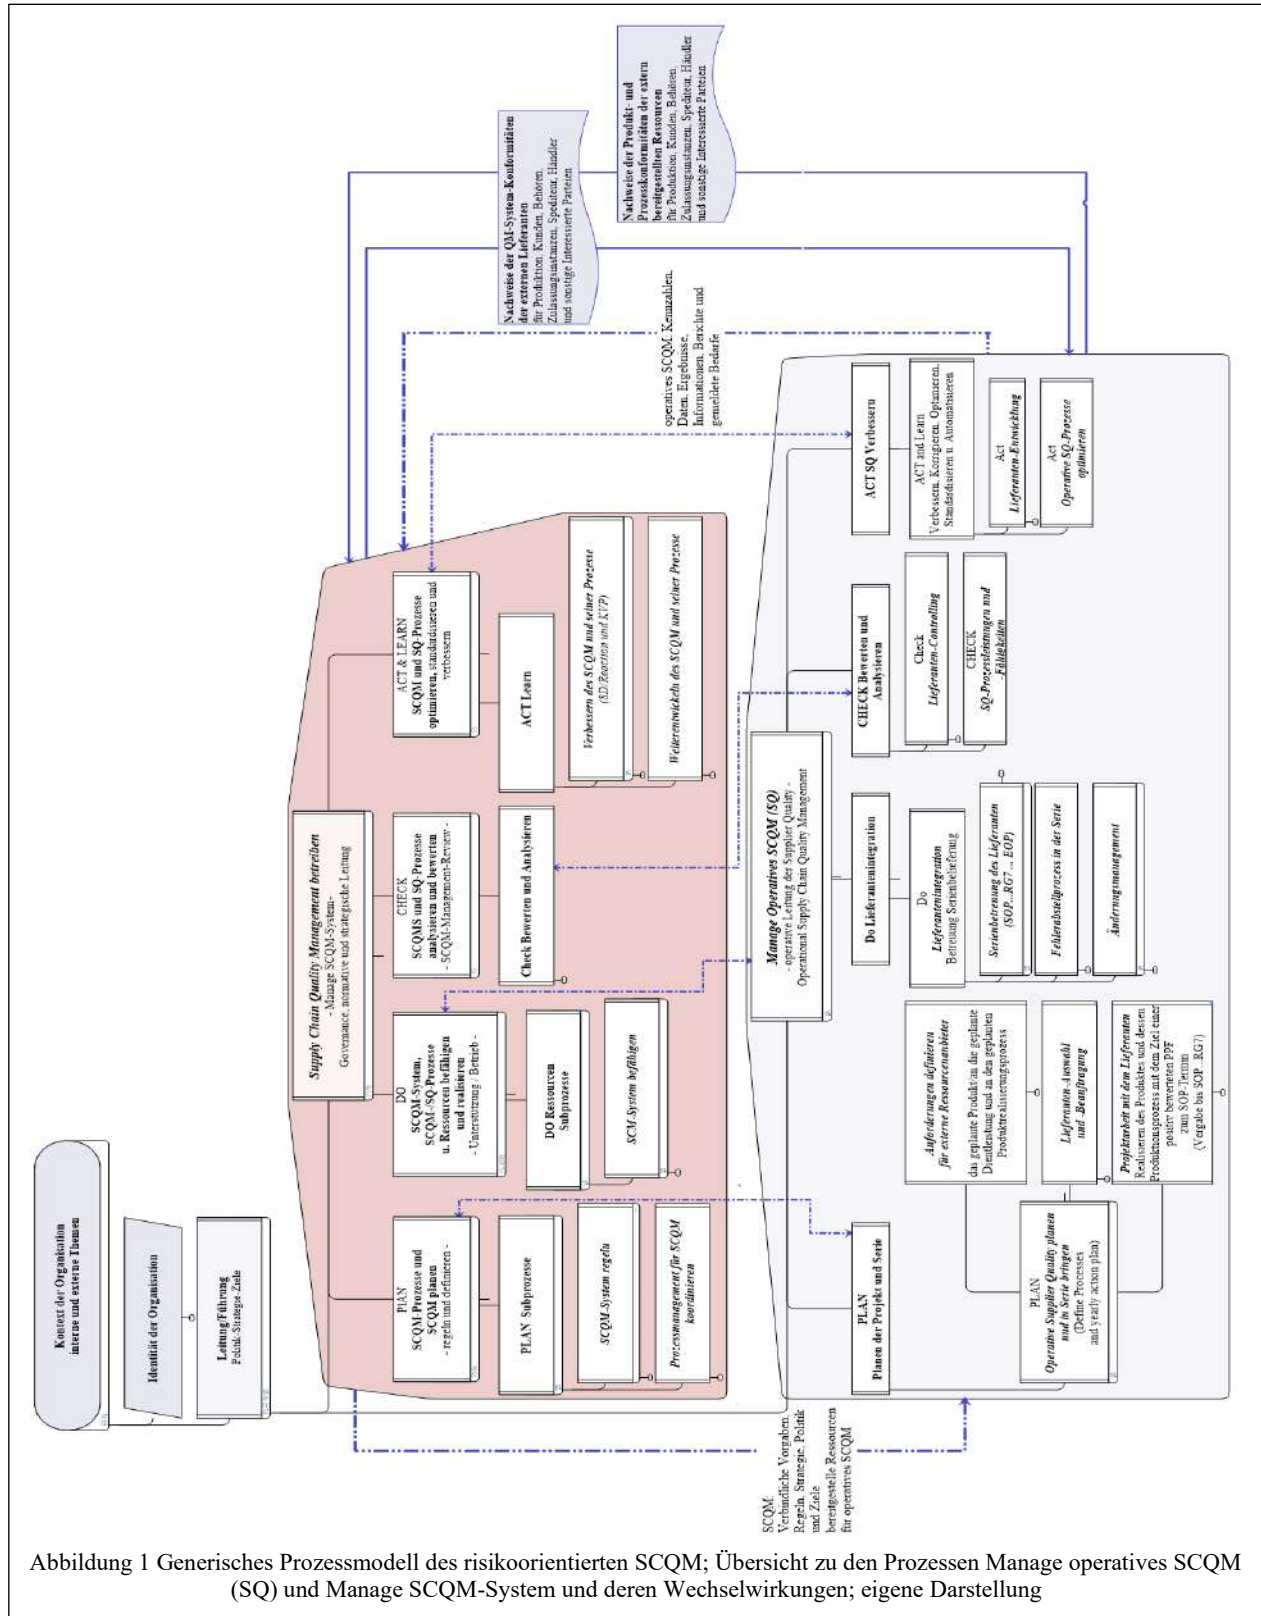 Kontext der Organisation
interne und externe Themen
Identität der Organisation
Leitung/Führung
Politik-Strategie-Ziele
Supply Chain Quality Management betreiben
- Manage SCQM-System-
Governance, normative und strategische Leitung
PlAN
SCQM-Prozesse und
SCQM planen
- regeln und definieren -
PLAN Subprozesse
SCQM-System regeln
Prozessmanagement für SCQM
koordinieren
DO
SCQM-System,
SCQM-/SQ-Prozesse
u. Ressourcen befähigen
und realisieren
- Unterstützung / Betrieb -
DO Ressourcen
Subprozesse
SCM-System befähigen
CHECK
SCQMS und SQ-Prozesse
analysieren und bewerten
- SCQM-Management-Review -
Check Bewerten und Analysieren
ACT & LEARN
SCQM und SQ-Prozesse
optimieren, standardisieren und
verbessern
ACT Learn
Verbessern des SCQM und seiner Prozesse
(8D/Reaction und KVP)
Weiterentwickeln des SCQM und seiner Prozesse
Nachweise der QM-System-Konformitäten
der externen Lieferanten
für Produktion, Kunden, Behören,
Zulassungsinstanzen, Spediteur, Händler
und sonstige Interessierte Parteien
Nachweise der Produkt- und
Prozesskonformitäten der extern
bereitgestellten Ressourcen
für Produktion, Kunden, Behören,
Zulassungsinstanzen, Spediteur, Händler
und sonstige Interessierte Parteien
operatives SCQM: Kennzahlen,
Daten, Ergebnisse,
Informationen, Berichte und
gemeldete Bedarfe
SCQM:
Verbindliche Vorgaben
Regeln, Strategie, Politik
und Ziele
bereitgestelle Ressourcen
für operatives SCQM
Manage Operatives SCQM (SQ)
- operative Leitung der Supplier Quality -
Operational Supply Chain Quality Management
PLAN
Planen der Projekt und Serie
PLAN
Operative Supplier Quality planen
und in Serie bringen
(Define Processes
and yearly action plan)
Anforderungen definieren
für externe Ressourcenanbieter
das geplante Produkt/an die geplante
Dienstleistung und an den geplanten
Produktrealisierungsprozess
Lieferanten-Auswahl
und -Beauftragung
Projektarbeit mit dem Lieferanten
Realisieren des Produktes und dessen
Produktionsprozess mit dem Ziel einer
positiv bewerteten PPF
zum SOP-Termin
(Vergabe bis SOP...RG7)
Do Lieferantenintegration
Do
Lieferantenintegration
Betreuung Serienbelieferung
Serienbetreuung des Lieferanten
(SOP...RG7 ... EOP)
Fehlerabstellprozess in der Serie
Änderungsmanagement
CHECK Bewerten und
Analysieren
Check
Lieferanten-Controlling
CHECK
SQ-Prozessleistungen und
-Fähigkeiten
ACT SQ Verbessern
ACT and Learn
Verbessern, Korrigieren, Optimieren,
Standardisieren u. Automatisieren
Act
Lieferanten-Entwicklung
Act
Operative SQ-Prozesse
optimieren
Abbildung 1 Generisches Prozessmodell des risikoorientierten SCQM; Übersicht zu den Prozessen Manage operatives SCQM
(SQ) und Manage SCQM-System und deren Wechselwirkungen; eigene Darstellung